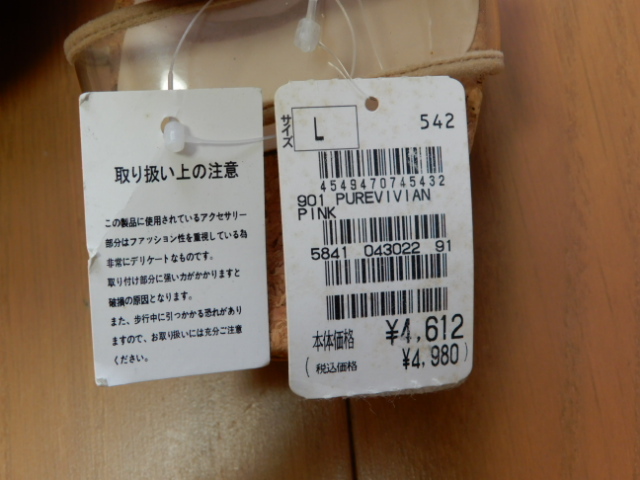 取り扱い上の注意
この製品に使用されているアクセサリー
部分はファッション性を重視している為
非常にデリケートなものです。
取り付け部分に強い力がかかりますと
破損の原因となります。
また、歩行中に引っかかる恐れがあり
ますので、お取り扱いには充分ご注意
ください。
サイズ L 542
4549470745432
901 PUREVIVIAN
PINK
5841 043022 91
本体価格 ¥4,612
(税込価格 ¥4,980)